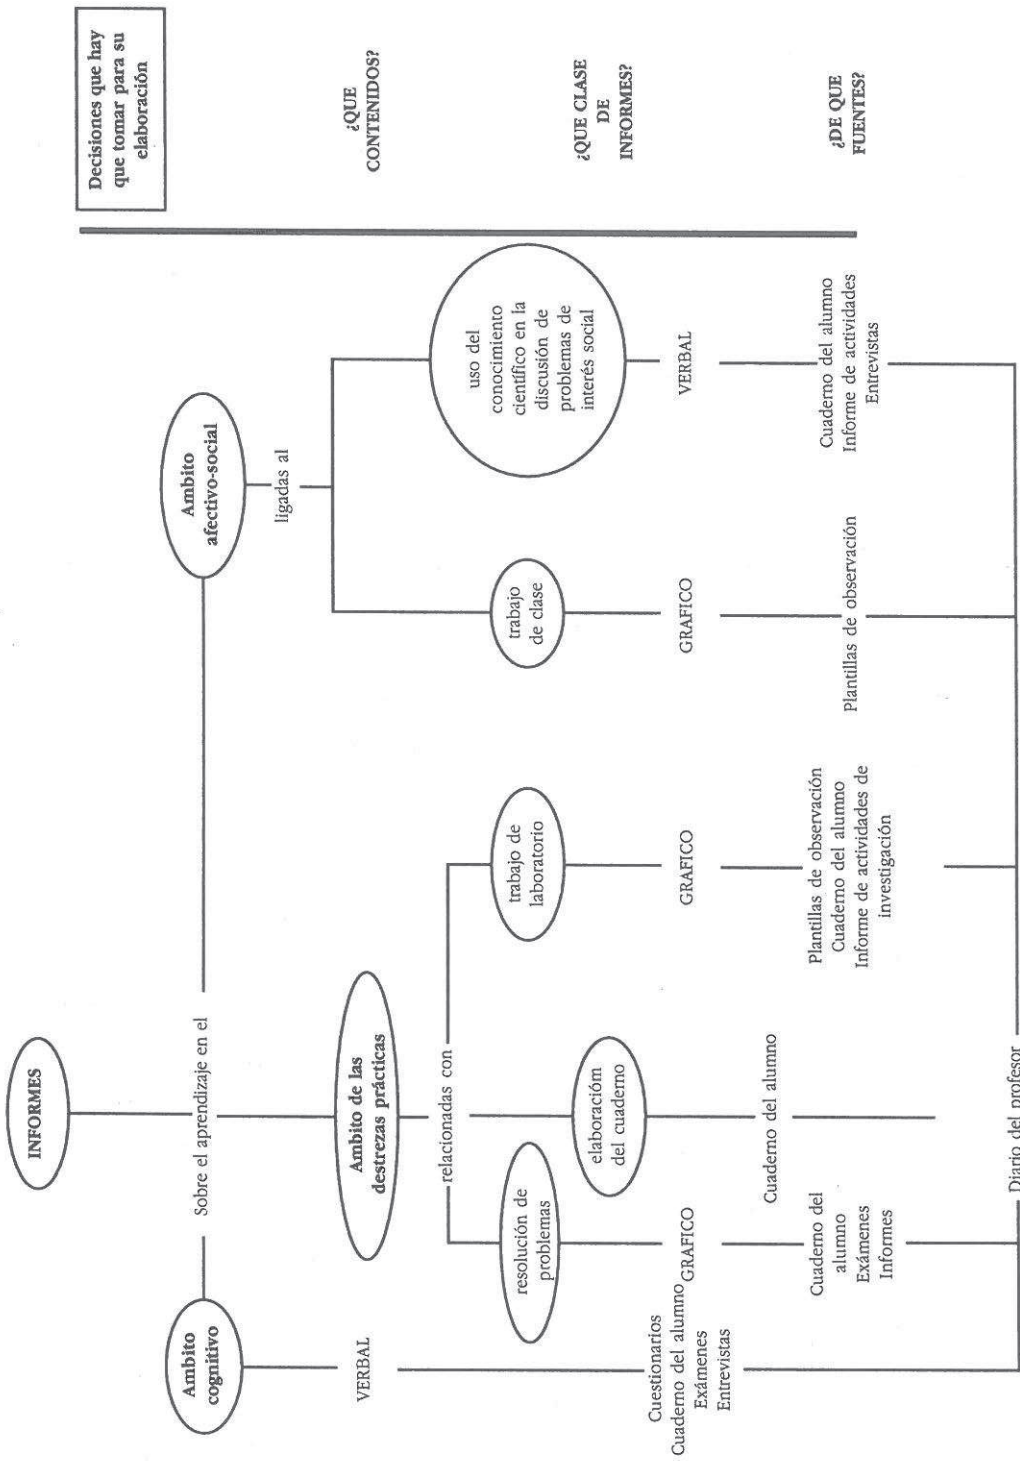 INFORMES
Sobre el aprendizaje en el
Ambito
cognitivo
Ambito de las
destrezas prácticas
Ambito
afectivo-social
Decisiones que hay
que tomar para su
elaboración
VERBAL
relacionadas con
ligadas al
¿QUE
CONTENIDOS?
resolución de
problemas
elaboracióm
del cuaderno
trabajo de
laboratorio
trabajo
de clase
uso del
conocimiento
científico en la
discusión de
problemas de
interés social
¿QUE CLASE
DE
INFORMES?
Cuestionarios
Cuaderno del alumno
Exámenes
Entrevistas
GRAFICO
GRAFICO
GRAFICO
VERBAL
Cuaderno del
alumno
Exámenes
Informes
Cuaderno del alumno
Plantillas de observación
Cuaderno del alumno
Informe de actividades de
investigación
Plantillas de observación
Cuaderno del alumno
Informe de actividades
Entrevistas
¿DE QUE
FUENTES?
Diario del profesor